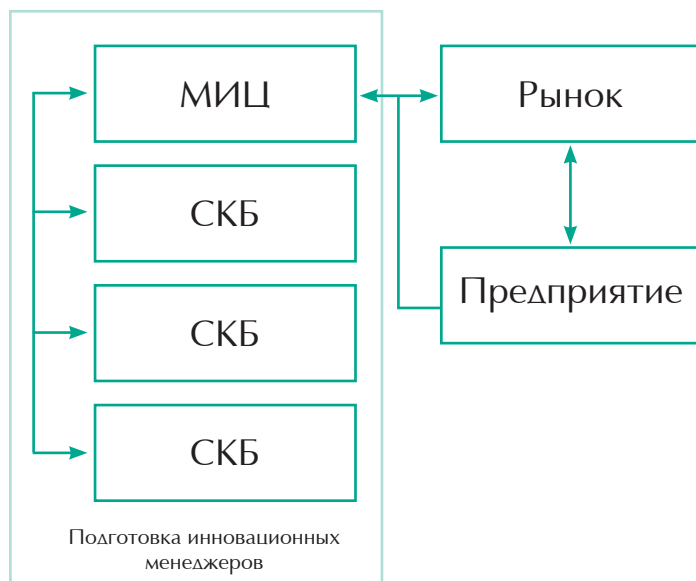 МИЦ
Рынок
СКБ
Предприятие
СКБ
СКБ
Подготовка инновационных
менеджеров